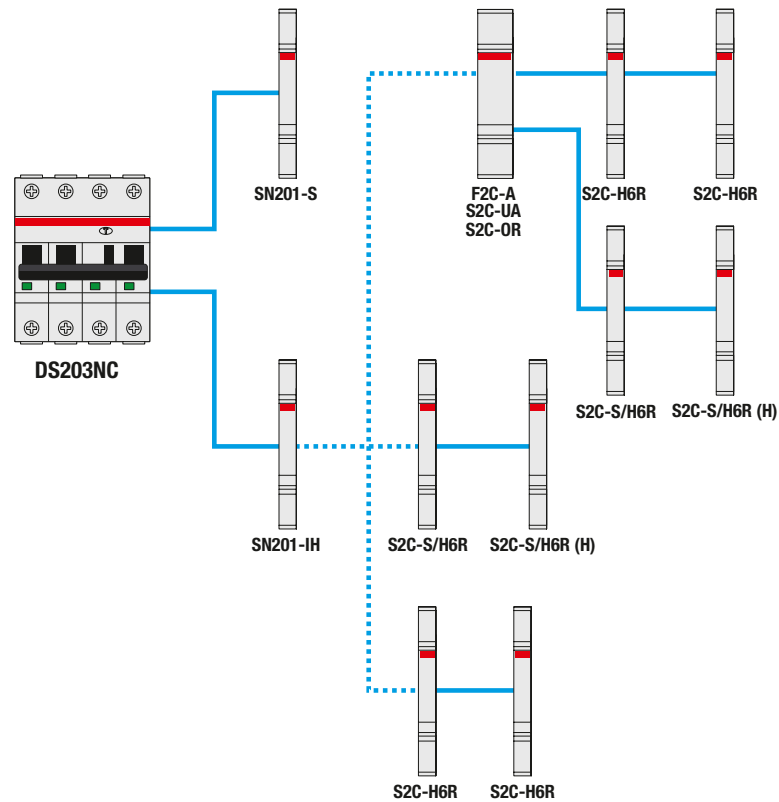 SN201-S
F2C-A
S2C-UA
S2C-OR
S2C-H6R
S2C-H6R
DS203NC
S2C-S/H6R
S2C-S/H6R (H)
SN201-IH
S2C-S/H6R
S2C-S/H6R (H)
S2C-H6R
S2C-H6R